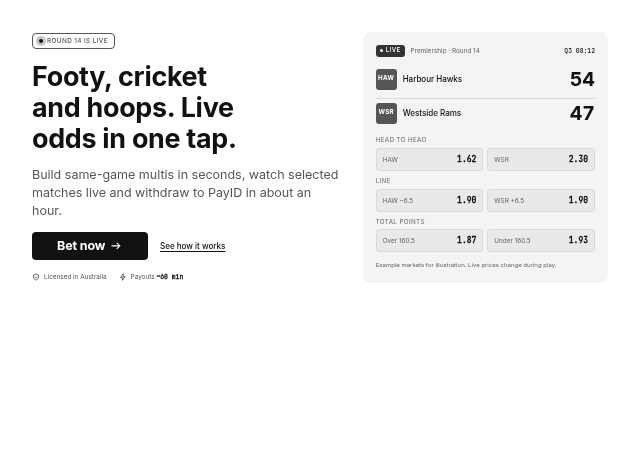 ROUND 14 IS LIVE
Footy, cricket
and hoops. Live
odds in one tap.
Build same-game multis in seconds, watch selected
matches live and withdraw to PayID in about an
hour.
Bet now →
See how it works
Licensed in Australia
Payouts ~60 min
LIVE Premiership · Round 14 Q3 08:12
HAW Harbour Hawks 54
WSR Westside Rams 47
HEAD TO HEAD
HAW 1.62 WSR 2.30
LINE
HAW −6.5 1.90 WSR +6.5 1.90
TOTAL POINTS
Over 160.5 1.87 Under 160.5 1.93
Example markets for illustration. Live prices change during play.